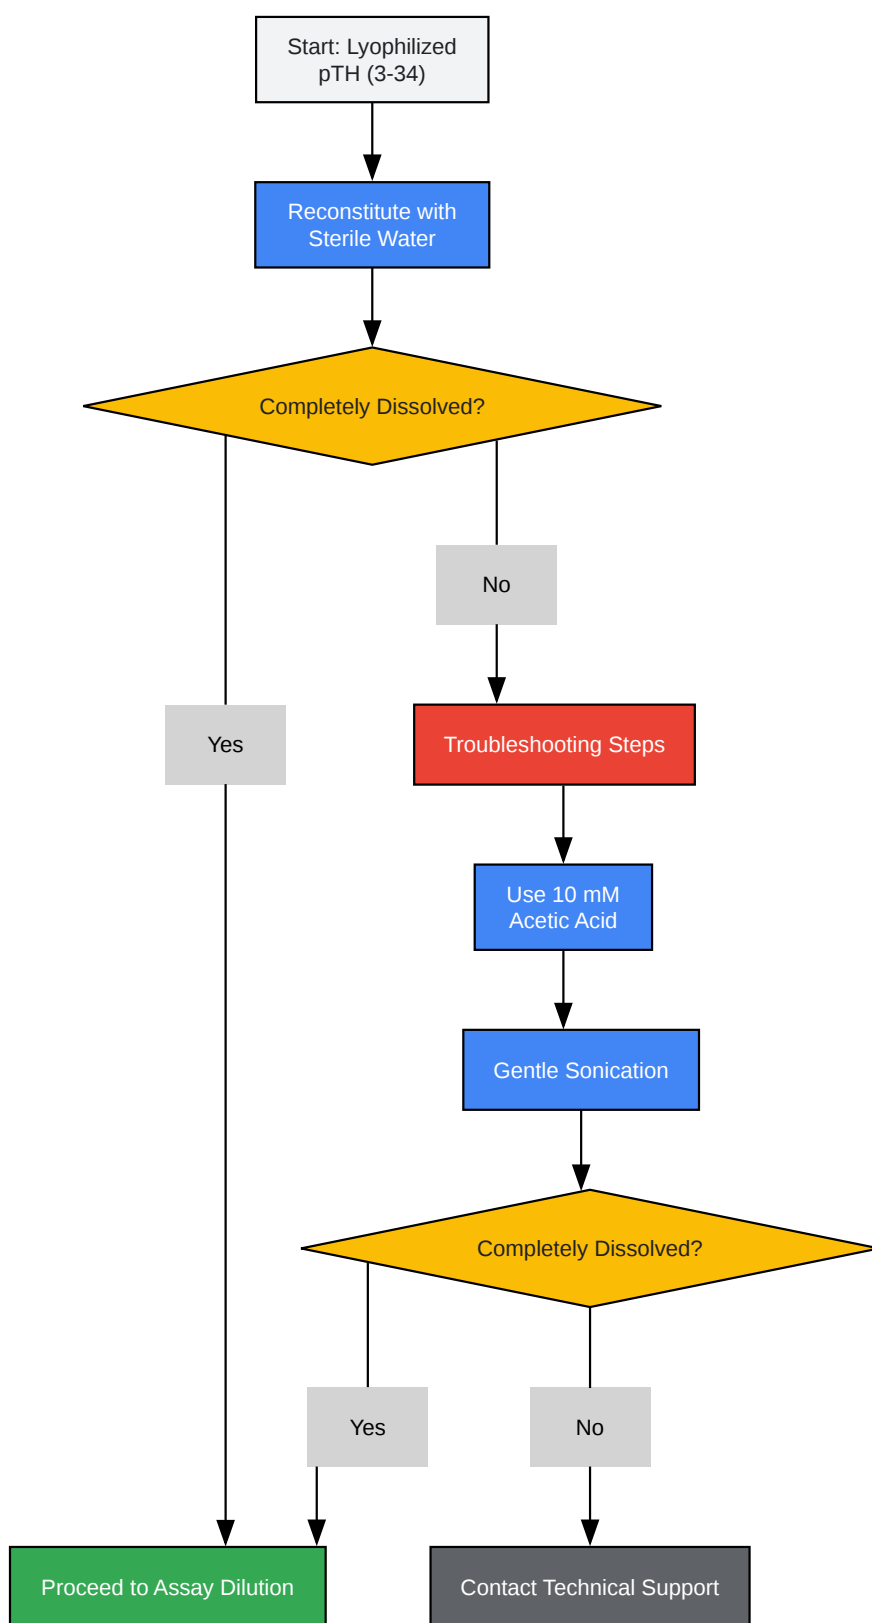 Start: Lyophilized
pTH (3-34)
Reconstitute with
Sterile Water
Completely Dissolved?
No
Yes
Troubleshooting Steps
Use 10 mM
Acetic Acid
Gentle Sonication
Completely Dissolved?
Yes
No
Proceed to Assay Dilution
Contact Technical Support